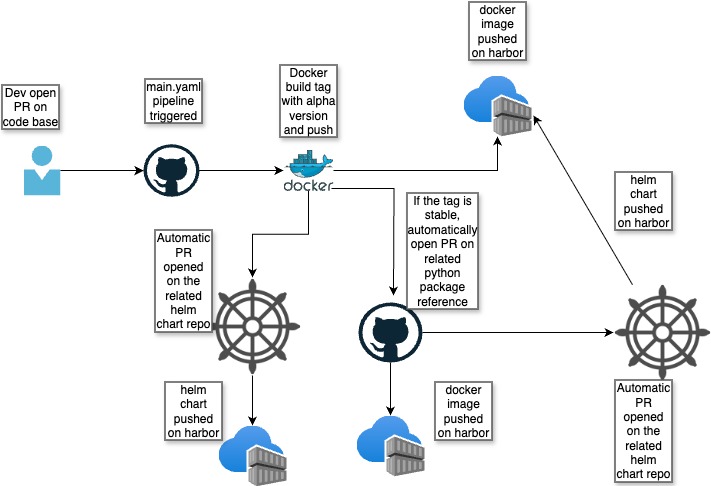 docker
image
pushed
on harbor
Dev open
PR on
code base
main.yaml
pipeline
triggered
Docker
build tag
with alpha
version
and push
docker
helm
chart
pushed
on harbor
If the tag is
stable,
automatically
open PR on
related
python
package
reference
Automatic
PR
opened
on the
related
helm
chart repo
helm
chart
pushed
on harbor
docker
image
pushed
on harbor
Automatic
PR
opened
on the
related
helm
chart repo